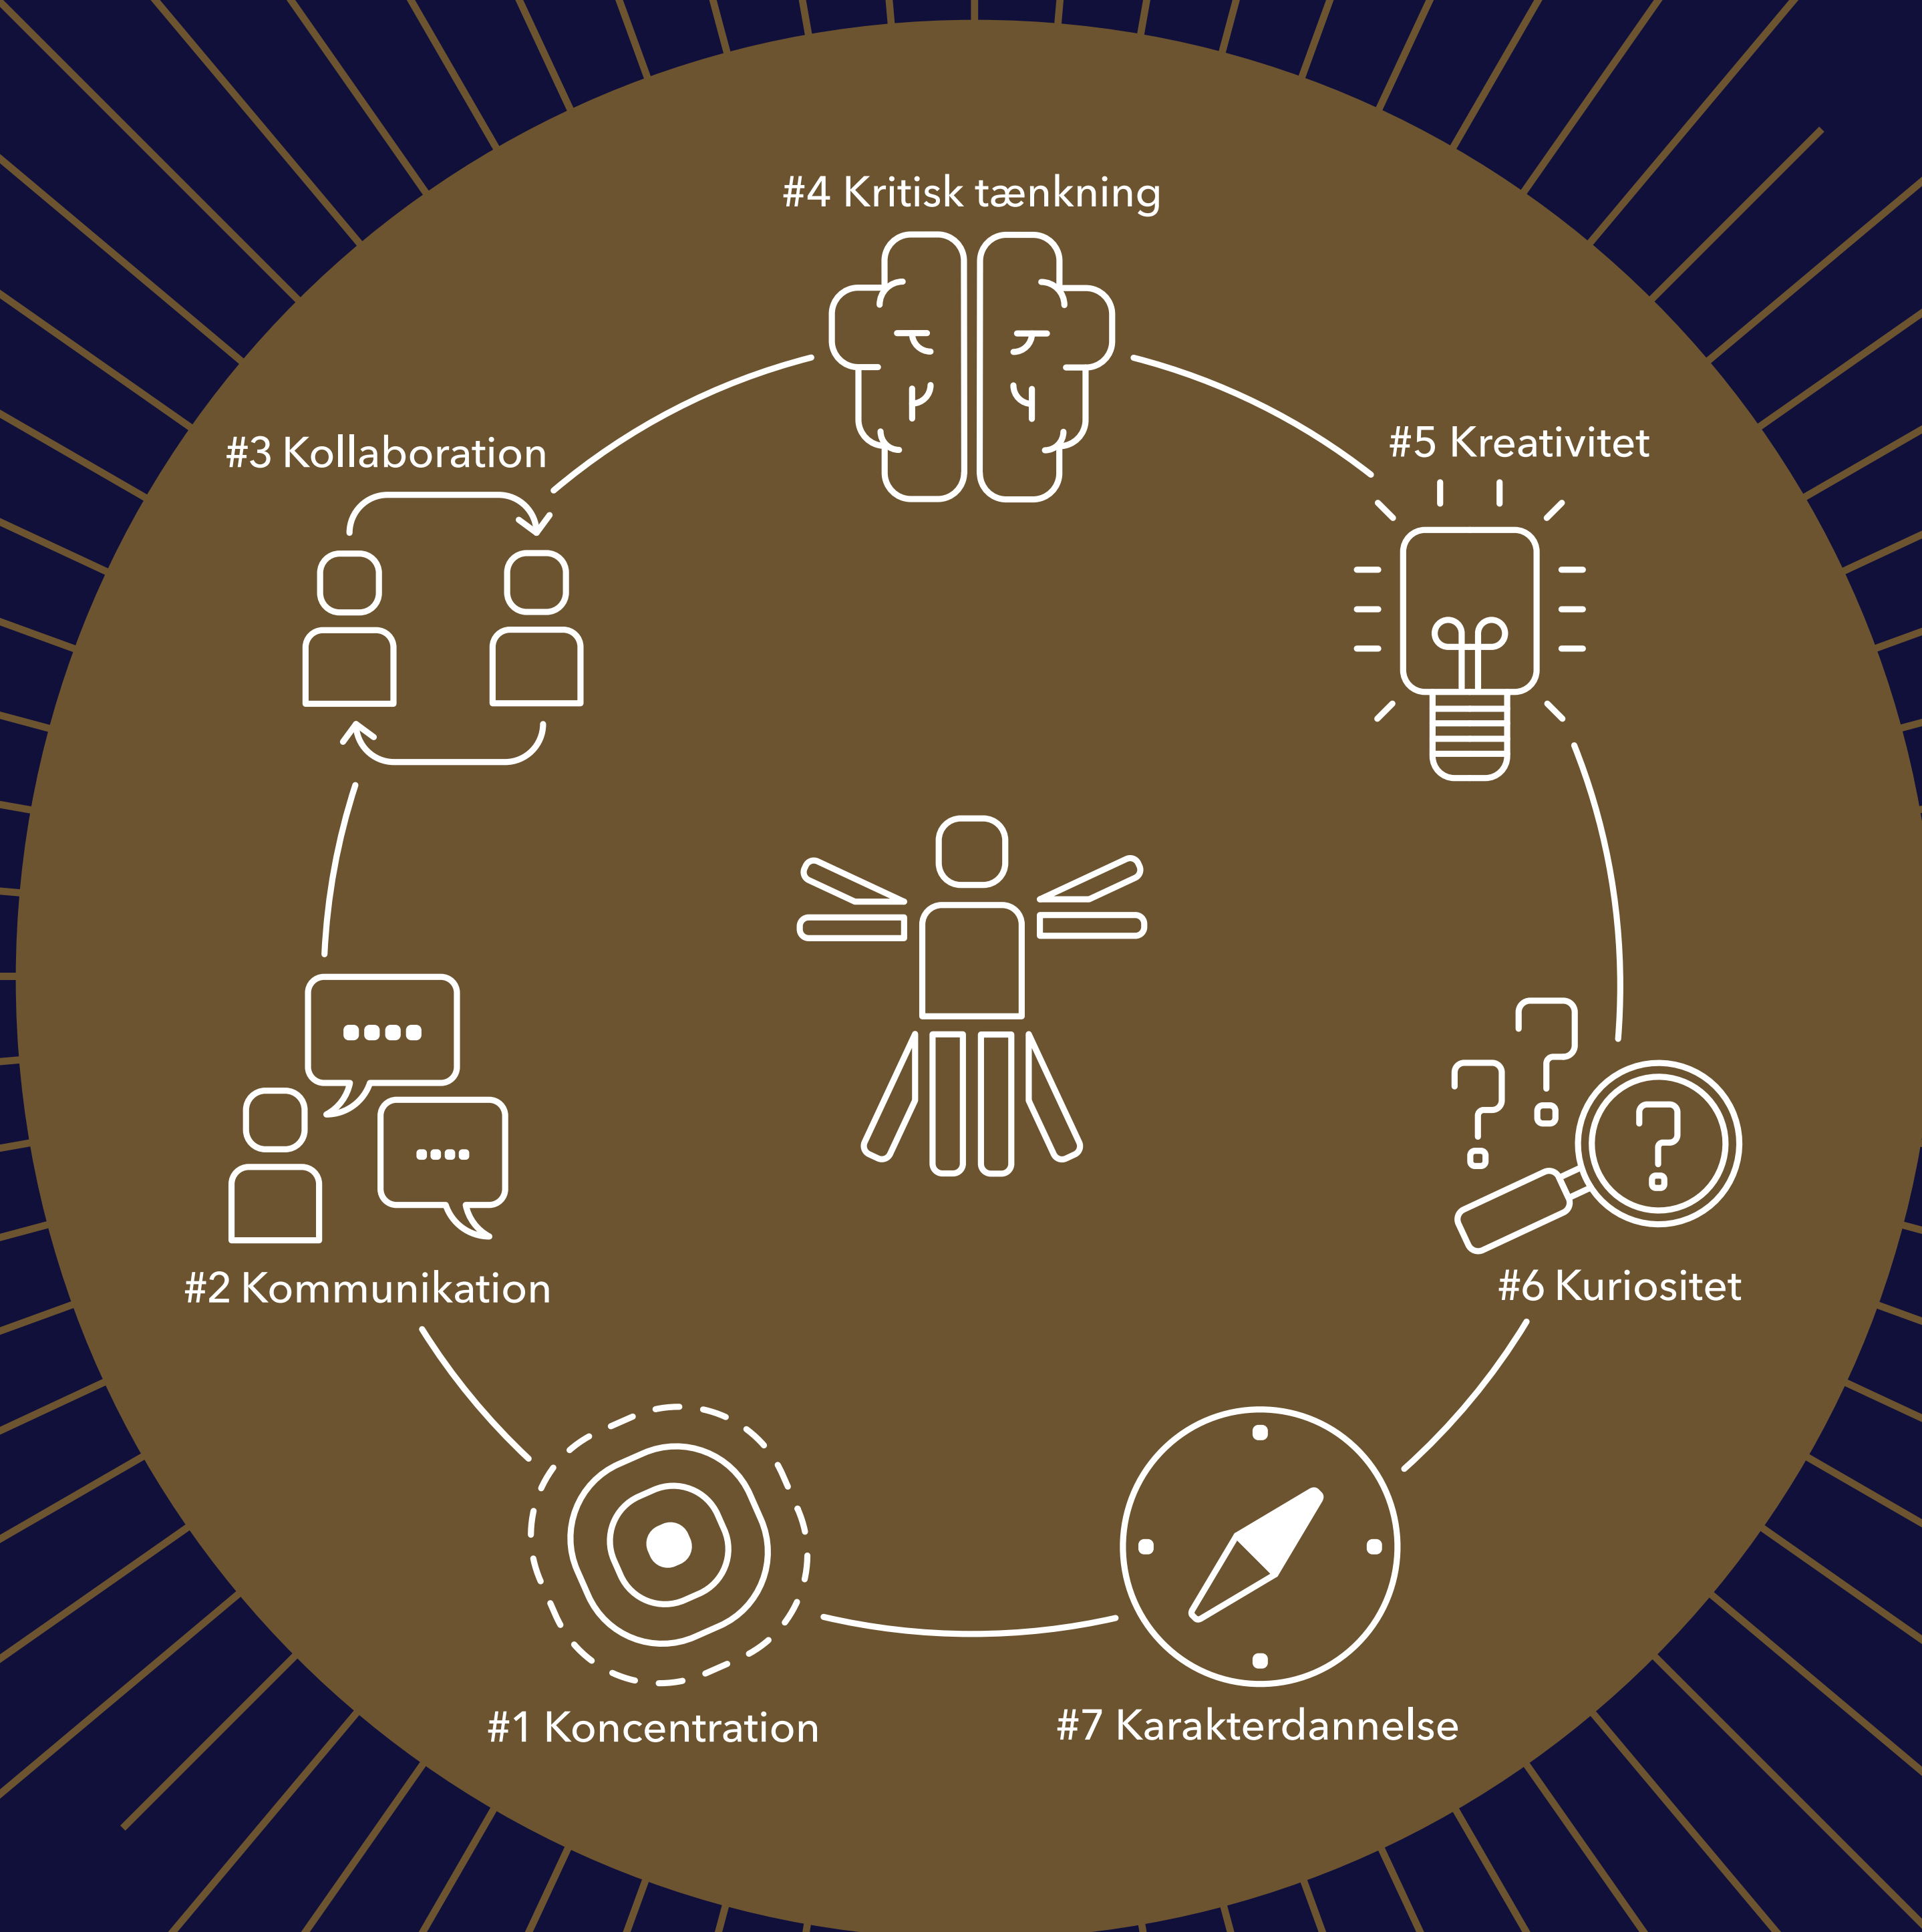 #4 Kritisk tænkning
#3 Kollaboration
#5 Kreativitet
#2 Kommunikation
#6 Kuriositet
#1 Koncentration
#7 Karakterdannelse